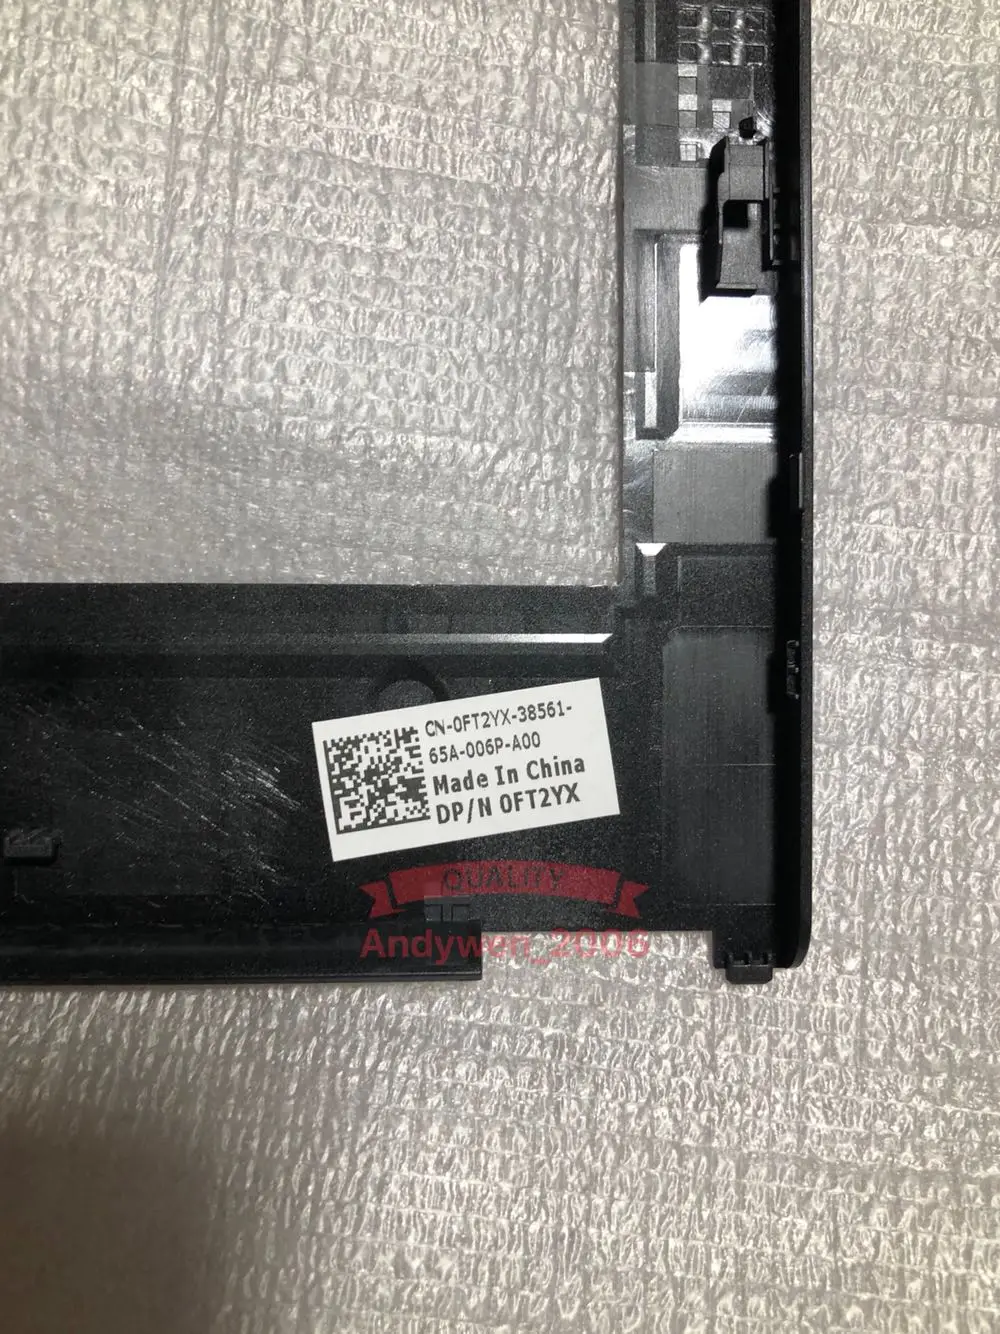 CN-0FT2YX-38561-
65A-006P-A00
Made In China
DP/N 0FT2YX
QUALITY
Andywen_2006